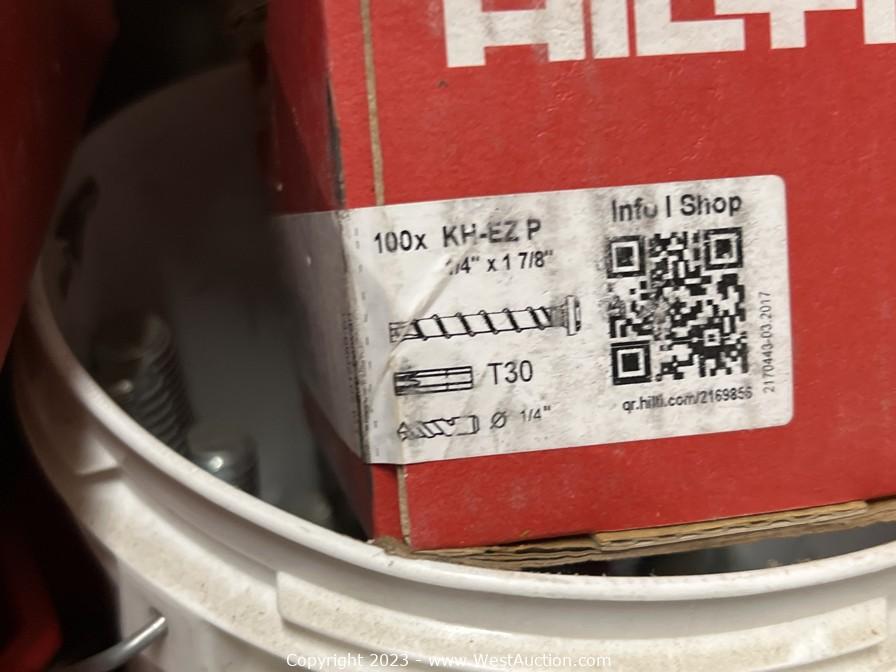 HILTI
100x KH-EZ P
1/4" x 1 7/8"
T30
Ø 1/4"
Info I Shop
qr.hilti.com/2169856
2170443-03.2017
Copyright 2023 - www.WestAuction.com